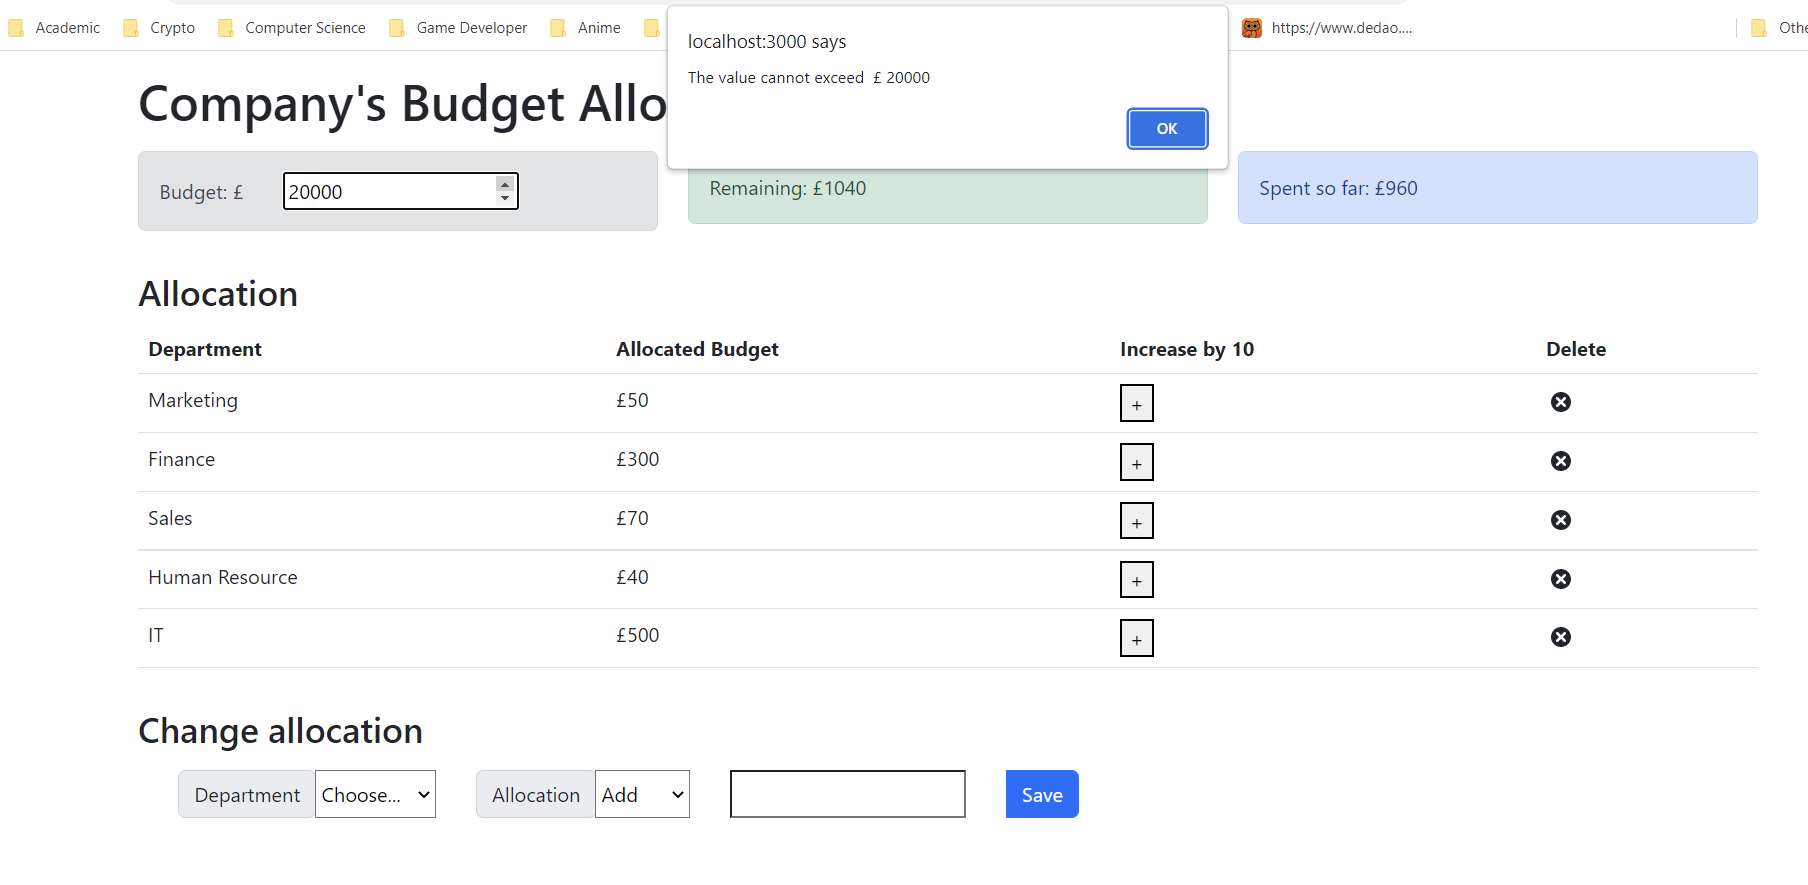 Academic Crypto Computer Science Game Developer Anime https://www.dedao.... Othe
localhost:3000 says
The value cannot exceed £ 20000
OK
Company's Budget Allo
Budget: £ 20000 Remaining: £1040 Spent so far: £960
Allocation
Department Allocated Budget Increase by 10 Delete
Marketing £50 +
Finance £300 +
Sales £70 +
Human Resource £40 +
IT £500 +
Change allocation
Department Choose... Allocation Add Save